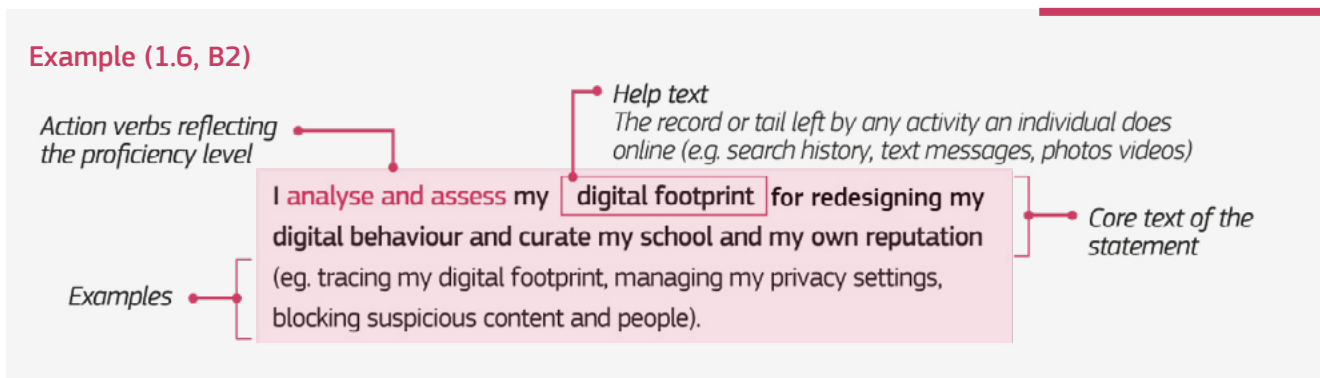 Example (1.6, B2)
Help text
The record or tail left by any activity an individual does
online (e.g. search history, text messages, photos videos)
Action verbs reflecting
the proficiency level
I analyse and assess my digital footprint for redesigning my
digital behaviour and curate my school and my own reputation
(eg. tracing my digital footprint, managing my privacy settings,
blocking suspicious content and people).
Core text of the
statement
Examples